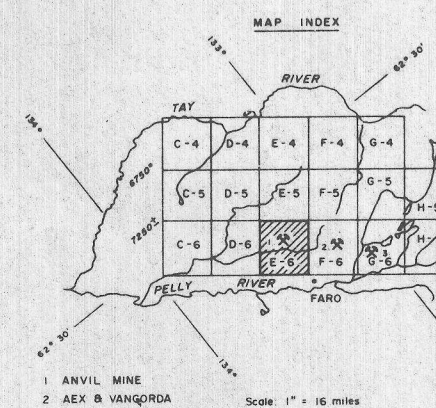 MAP INDEX
133°
62° 30'
RIVER
TAY
134°
C-4 D-4 E-4 F-4 G-4
6750±
C-5 D-5 E-5 F-5 G-5
H-5
7250±
C-6 D-6 1. E-6 2. F-6 3. G-6
PELLY RIVER
FARO
62° 30'
134°
1 ANVIL MINE
2 AEX & VANGORDA
Scale: 1" = 16 miles